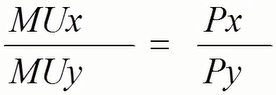 MUx = Px
MUy Py